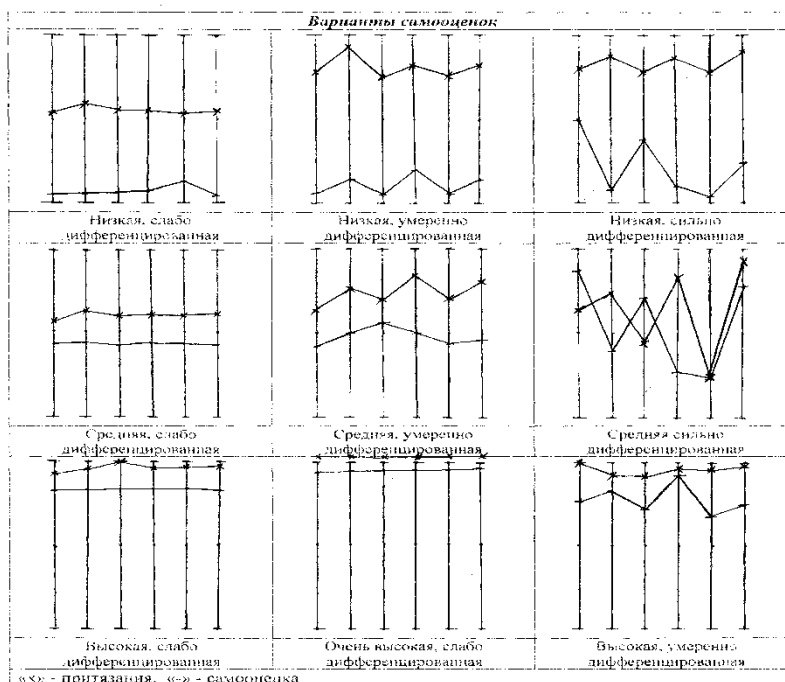 Варианты самооценок
Низкая, слабо
дифференцированная
Низкая, умеренно
дифференцированная
Низкая, сильно
дифференцированная
Средняя, слабо
дифференцированная
Средняя, умеренно
дифференцированная
Средняя сильно
дифференцированная
Высокая, слабо
дифференцированная
Очень высокая, слабо
дифференцированная
Высокая, умеренно
дифференцированная
«×» - притязания, «-» - самооценка